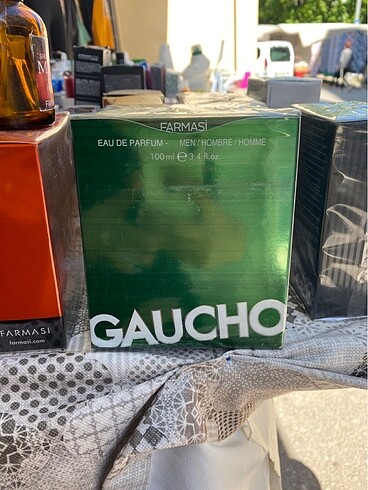 FARMASİ
EAU DE PARFUM - MEN / HOMBRE / HOMME
100 ml ℮ 3.4 fl.oz.
GAUCHO
FARMASI
farmasi.com